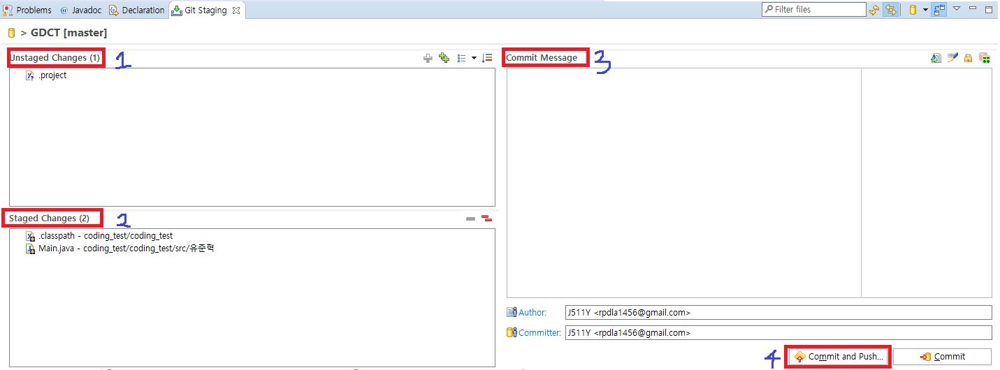 Problems @ Javadoc Declaration Git Staging Filter files
> GDCT [master]
Unstaged Changes (1) 1
.project
Staged Changes (2) 2
.classpath - coding_test/coding_test
Main.java - coding_test/coding_test/src/유준혁
Commit Message 3
Author: J511Y <rpdla1456@gmail.com>
Committer: J511Y <rpdla1456@gmail.com>
4 Commit and Push... Commit